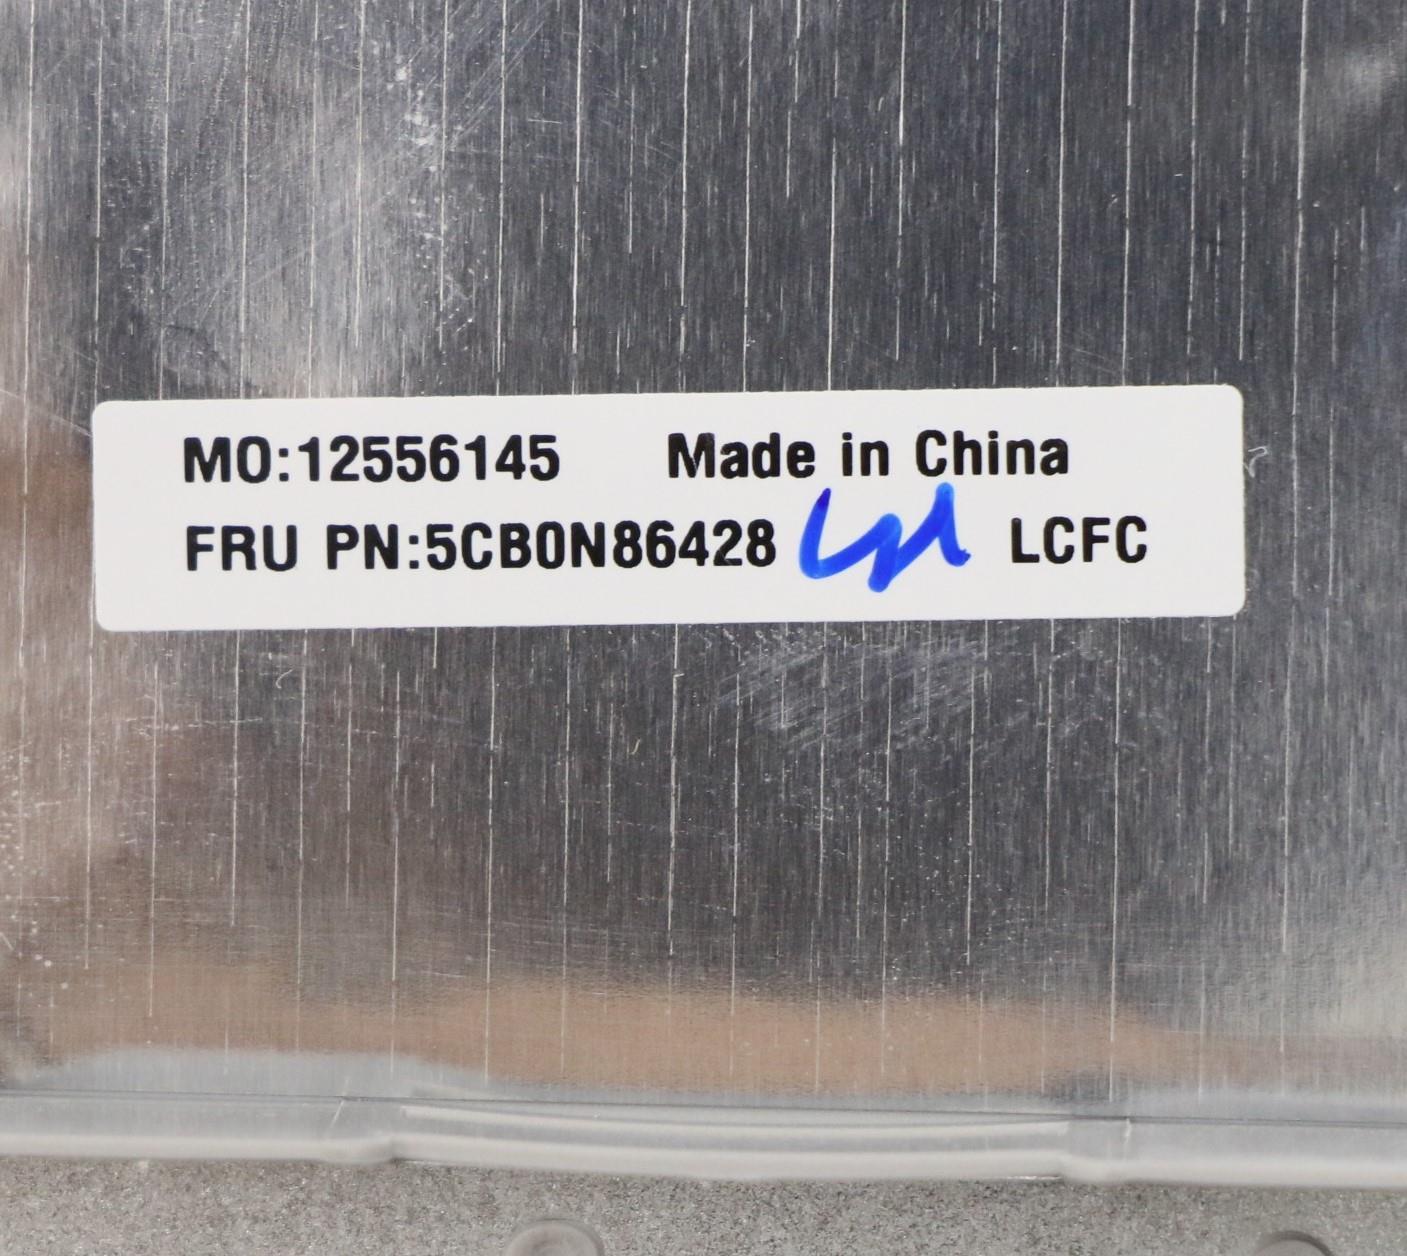 MO:12556145 Made in China
FRU PN:5CB0N86428 LCFC